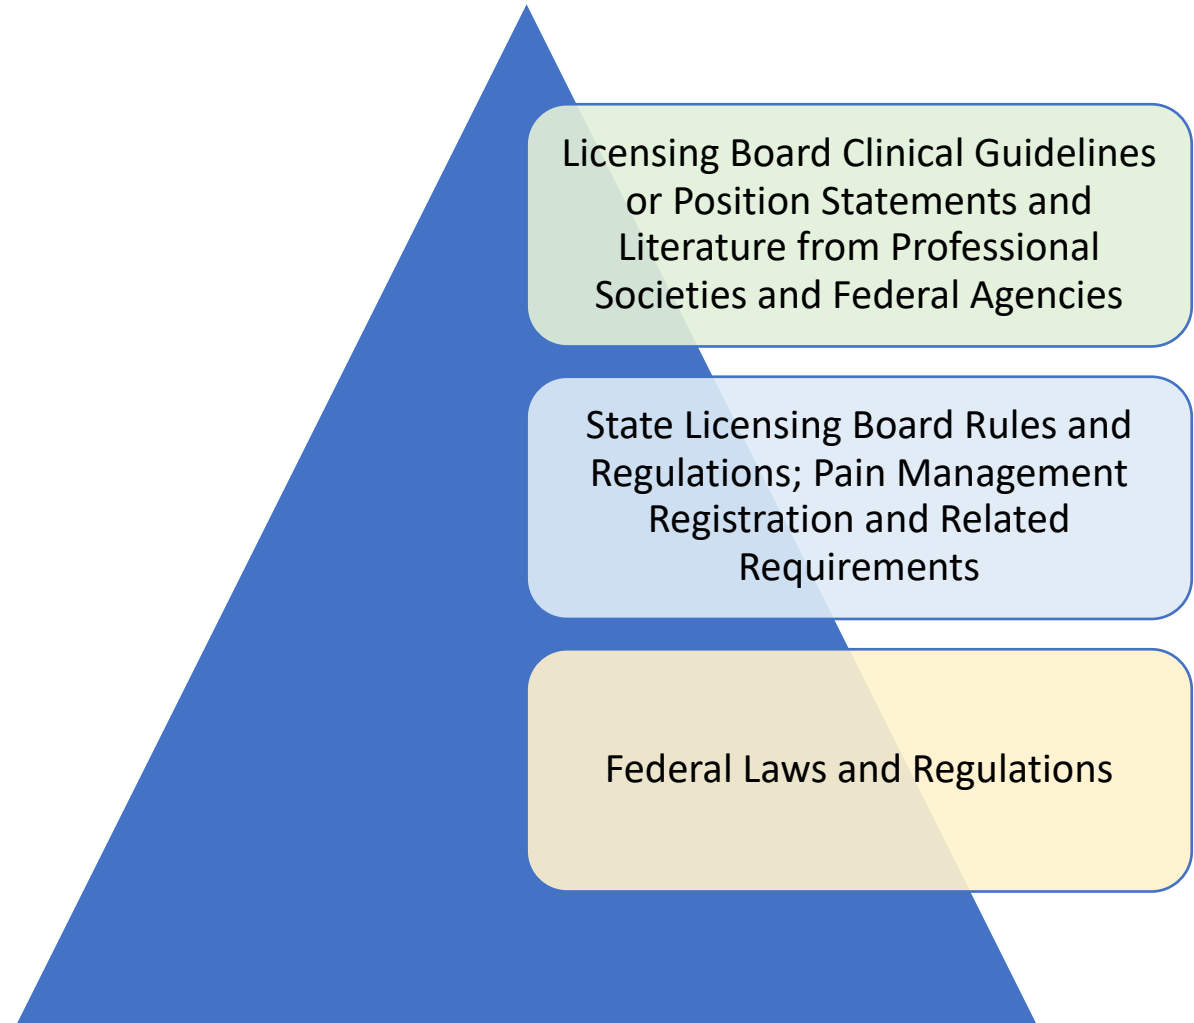 Licensing Board Clinical Guidelines
or Position Statements and
Literature from Professional
Societies and Federal Agencies
State Licensing Board Rules and
Regulations; Pain Management
Registration and Related
Requirements
Federal Laws and Regulations